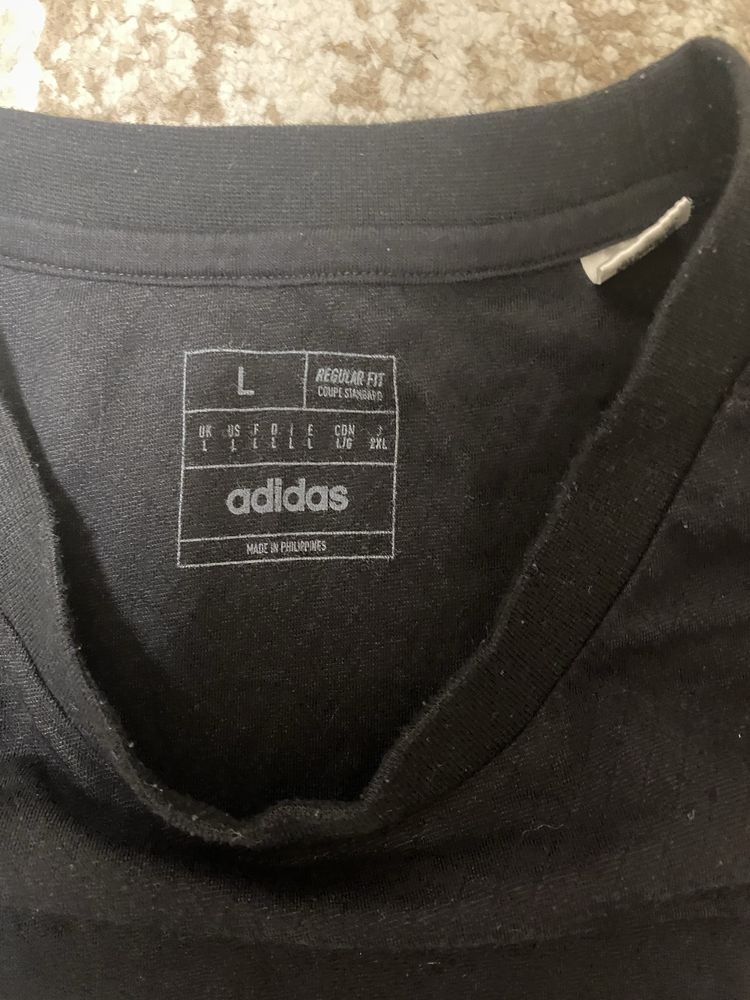 L
REGULAR FIT
COUPE STANDARD
UK US F D I E CDN J
L L L L L L L/G 2XL
adidas
MADE IN PHILIPPINES